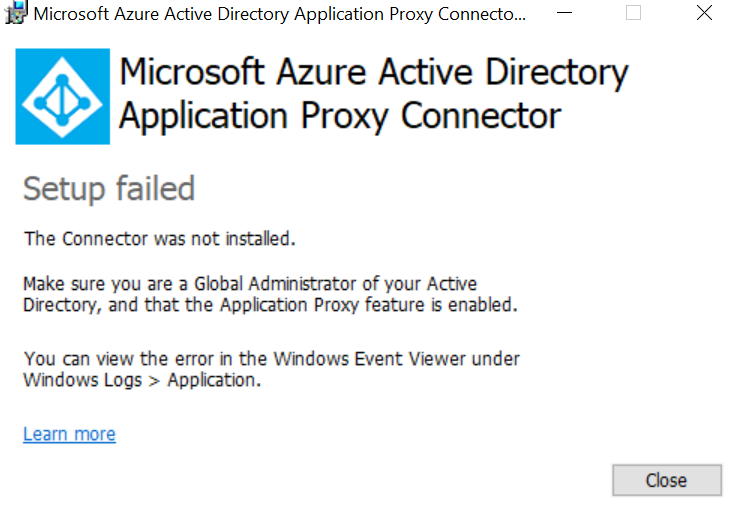 Microsoft Azure Active Directory Application Proxy Connecto...
Microsoft Azure Active Directory
Application Proxy Connector
Setup failed
The Connector was not installed.
Make sure you are a Global Administrator of your Active
Directory, and that the Application Proxy feature is enabled.
You can view the error in the Windows Event Viewer under
Windows Logs > Application.
Learn more
Close